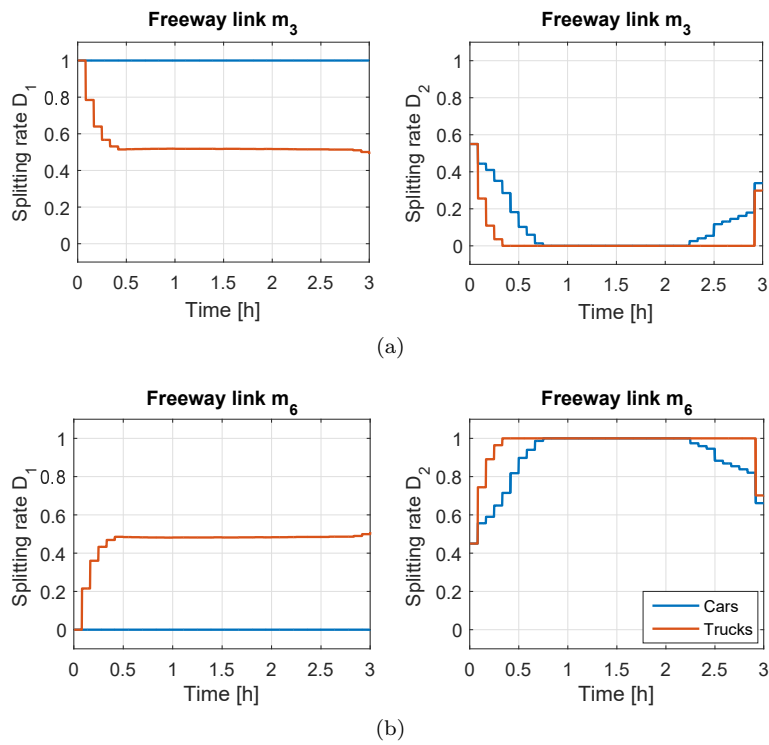 Freeway link m3
Splitting rate D1
1
0.8
0.6
0.4
0.2
0
0 0.5 1 1.5 2 2.5 3
Time [h]
Freeway link m3
Splitting rate D2
1
0.8
0.6
0.4
0.2
0
0 0.5 1 1.5 2 2.5 3
Time [h]
(a)
Freeway link m6
Splitting rate D1
1
0.8
0.6
0.4
0.2
0
0 0.5 1 1.5 2 2.5 3
Time [h]
Freeway link m6
Splitting rate D2
1
0.8
0.6
0.4
0.2
0
0 0.5 1 1.5 2 2.5 3
Time [h]
Cars
Trucks
(b)